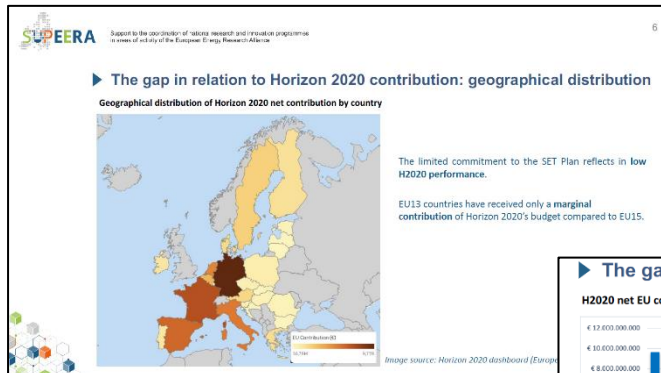 SUPEERA
Support to the coordination of national research and innovation programmes
in areas of activity of the European Energy Research Alliance
6
The gap in relation to Horizon 2020 contribution: geographical distribution
Geographical distribution of Horizon 2020 net contribution by country
The limited commitment to the SET Plan reflects in low
H2020 performance.
EU13 countries have received only a marginal
contribution of Horizon 2020's budget compared to EU15.
EU Contribution (€)
Image source: Horizon 2020 dashboard (Europe
The ga
H2020 net EU co
€ 12.000.000.000
€ 10.000.000.000
€ 8.000.000.000